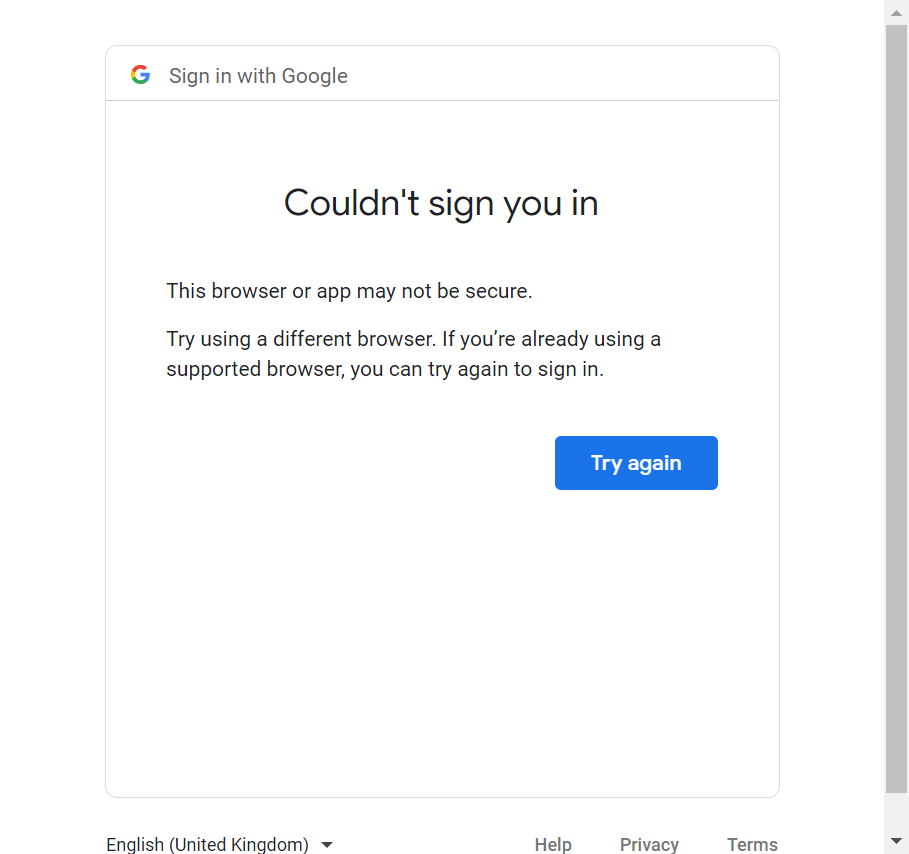 Sign in with Google
Couldn't sign you in
This browser or app may not be secure.
Try using a different browser. If you’re already using a
supported browser, you can try again to sign in.
Try again
English (United Kingdom) Help Privacy Terms